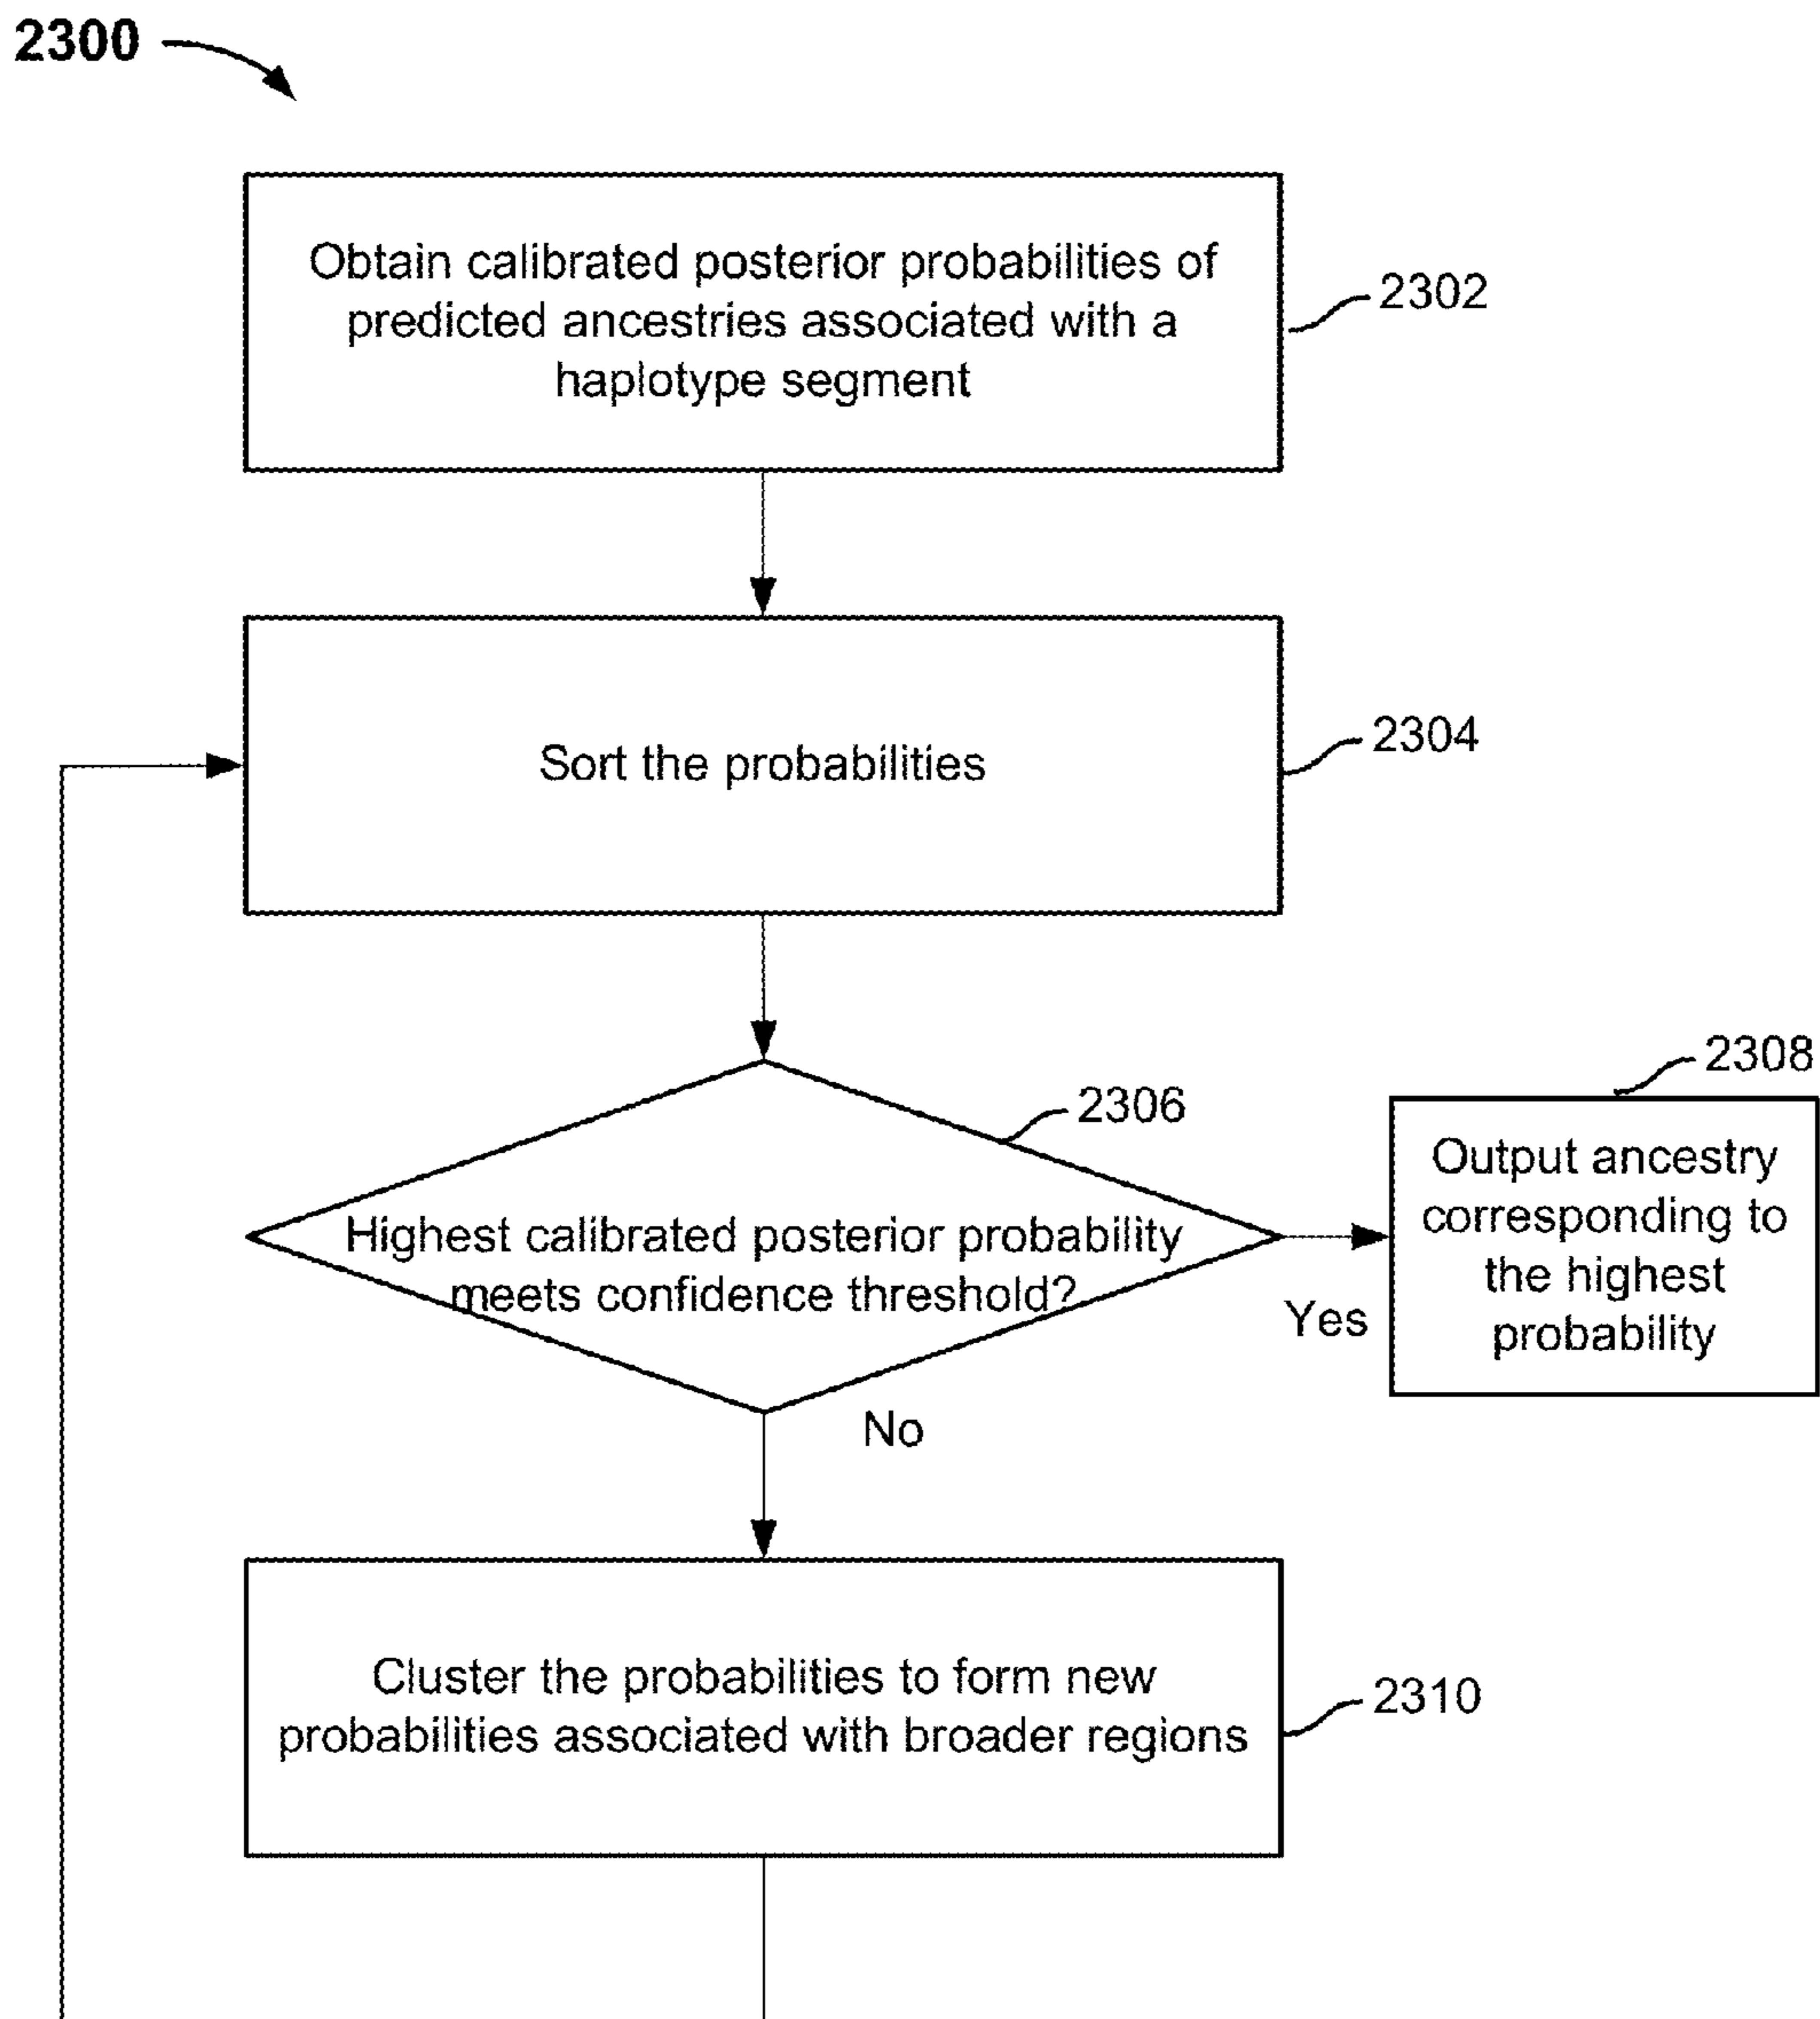 2300
Obtain calibrated posterior probabilities of
predicted ancestries associated with a
haplotype segment
2302
Sort the probabilities
2304
2306
Highest calibrated posterior probability
meets confidence threshold?
Yes
2308
Output ancestry
corresponding to
the highest
probability
No
Cluster the probabilities to form new
probabilities associated with broader regions
2310